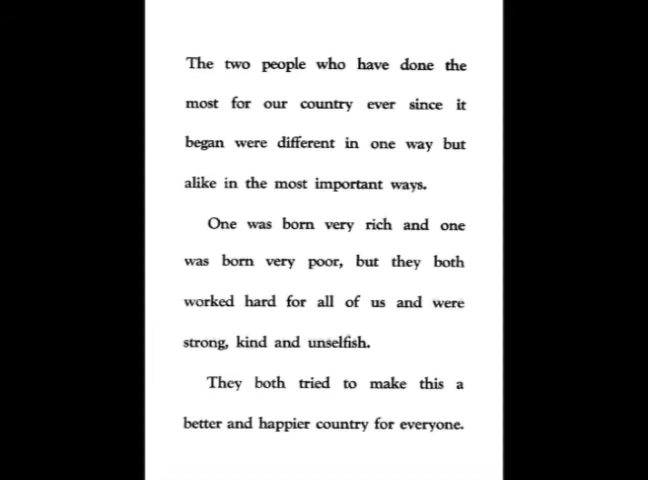 The two people who have done the
most for our country ever since it
began were different in one way but
alike in the most important ways.
One was born very rich and one
was born very poor, but they both
worked hard for all of us and were
strong, kind and unselfish.
They both tried to make this a
better and happier country for everyone.